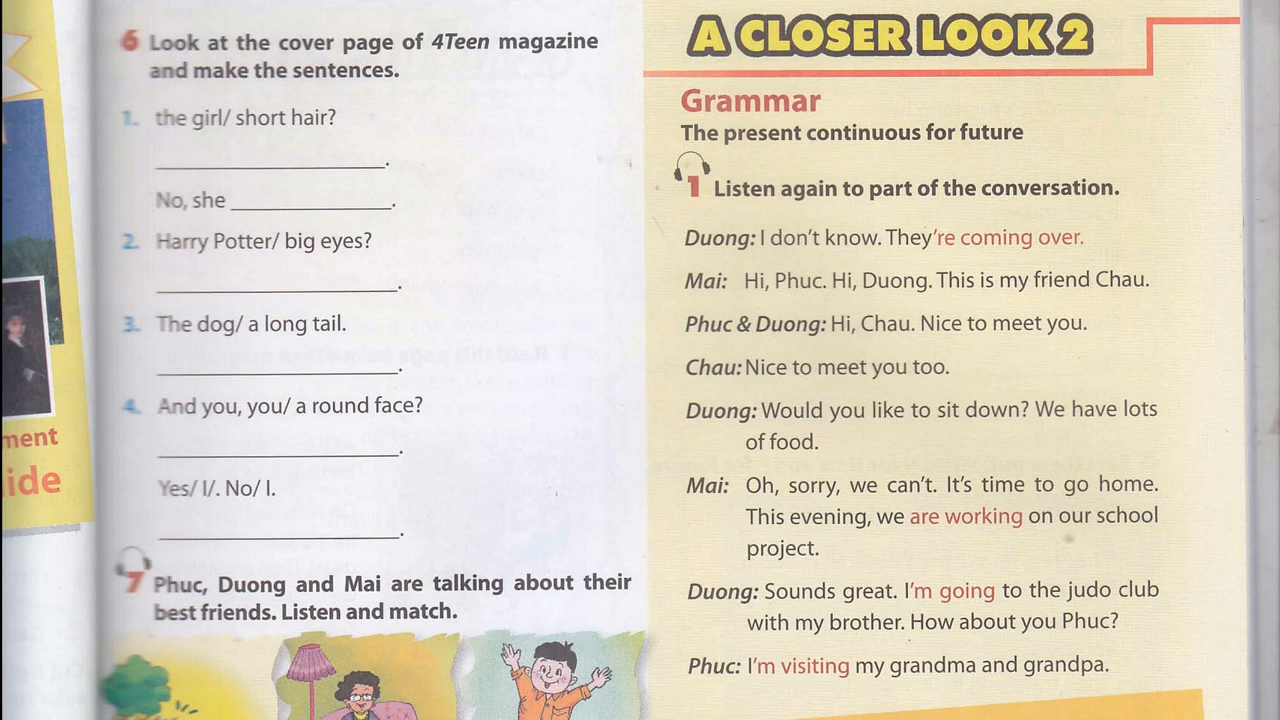 ment
ide
6 Look at the cover page of 4Teen magazine
and make the sentences.
1. the girl/ short hair?
_______________.
No, she _______________.
2. Harry Potter/ big eyes?
_______________.
3. The dog/ a long tail.
_______________.
4. And you, you/ a round face?
_______________.
Yes/ I/. No/ I.
_______________.
7 Phuc, Duong and Mai are talking about their
best friends. Listen and match.
A CLOSER LOOK 2
Grammar
The present continuous for future
1 Listen again to part of the conversation.
Duong: I don't know. They're coming over.
Mai: Hi, Phuc. Hi, Duong. This is my friend Chau.
Phuc & Duong: Hi, Chau. Nice to meet you.
Chau: Nice to meet you too.
Duong: Would you like to sit down? We have lots
of food.
Mai: Oh, sorry, we can't. It's time to go home.
This evening, we are working on our school
project.
Duong: Sounds great. I'm going to the judo club
with my brother. How about you Phuc?
Phuc: I'm visiting my grandma and grandpa.